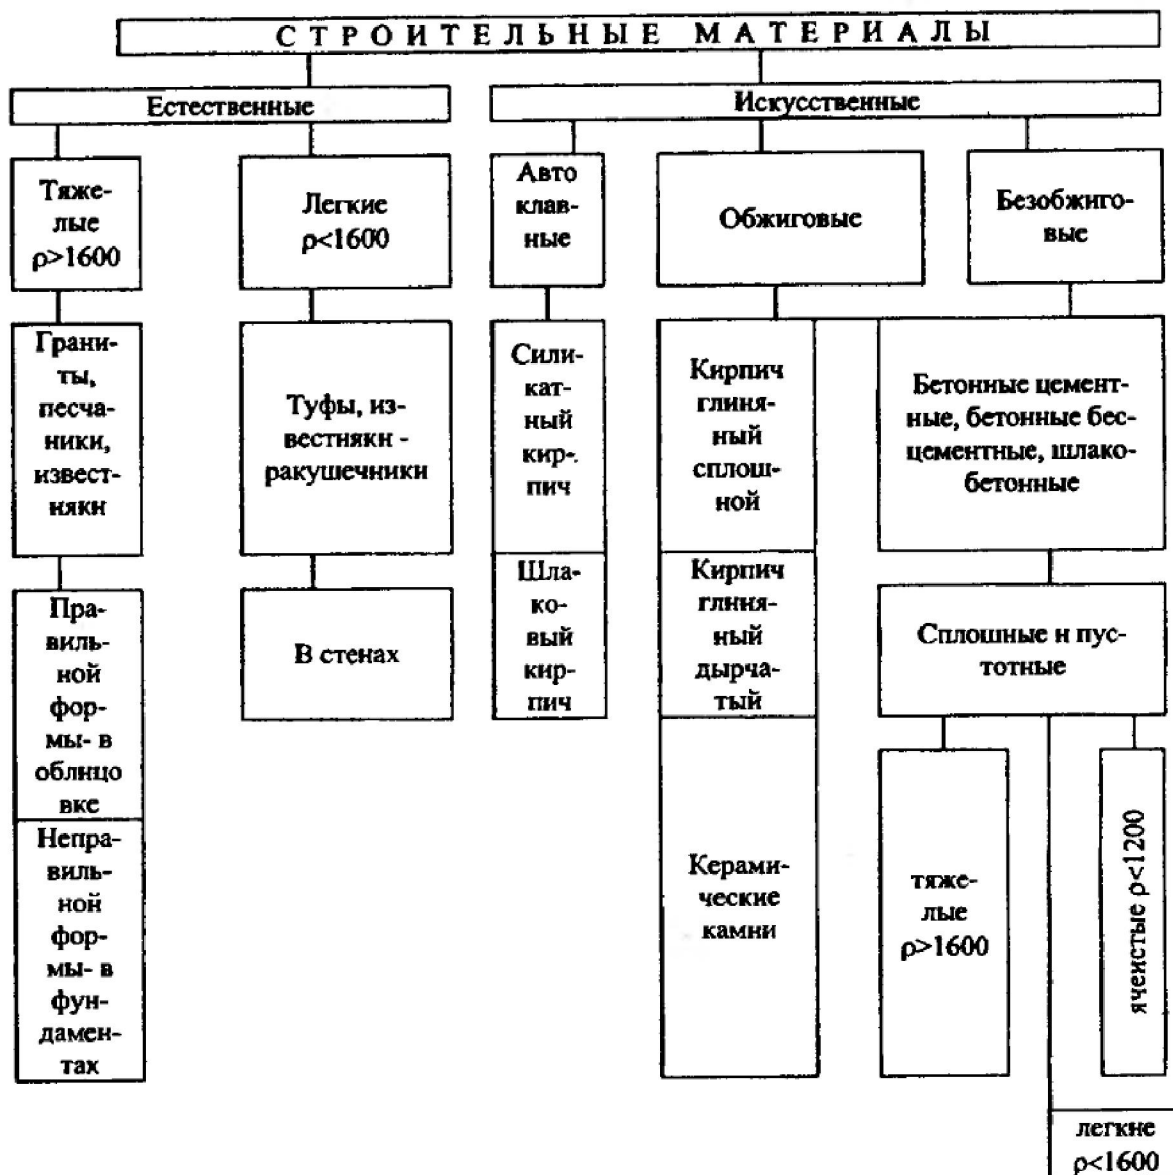 СТРОИТЕЛЬНЫЕ МАТЕРИАЛЫ
Естественные
Искусственные
Тяже-
лые
ρ>1600
Легкие
ρ<1600
Авто
клав-
ные
Обжиговые
Безобжиго-
вые
Грани-
ты,
песча-
ники,
извест-
няки
Туфы, из-
вестняки -
ракушечники
Сили-
кат-
ный
кир-
пич
Кирпич
глиня-
ный
сплош-
ной
Бетонные цемент-
ные, бетонные бес-
цементные, шлако-
бетонные
Пра-
виль-
ной
фор-
мы- в
облицо
вке
В стенах
Шла-
ко-
вый
кир-
пич
Кирпич
глиня-
ный
дырча-
тый
Сплошные и пус-
тотные
Непра-
виль-
ной
фор-
мы- в
фун-
дамен-
тах
Керами-
ческие
камни
тяже-
лые
ρ>1600
ячеистые ρ<1200
легкие
ρ<1600